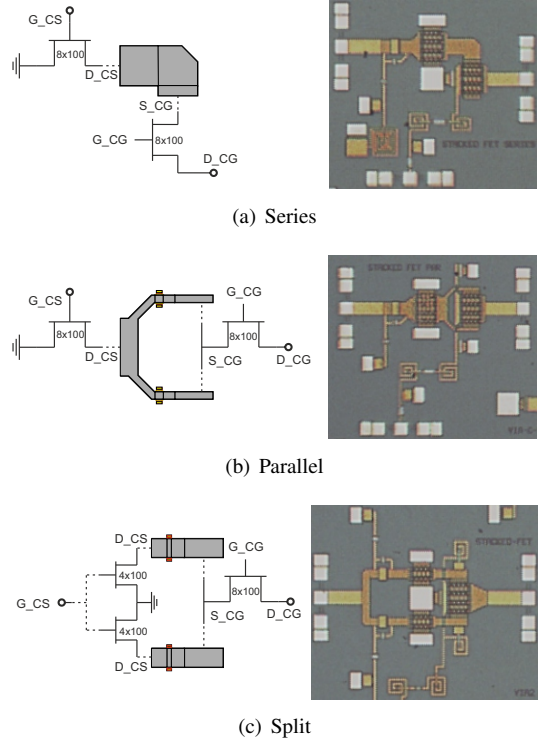 G_CS
8x100
D_CS
S_CG
G_CG
8x100
D_CG
STACKED FET SERIES
(a) Series
G_CS
8x100
D_CS
G_CG
8x100
S_CG
D_CG
STACKED FET PAR
(b) Parallel
D_CS
4x100
G_CS
4x100
D_CS
G_CG
8x100
S_CG
D_CG
STACKED-FET
(c) Split